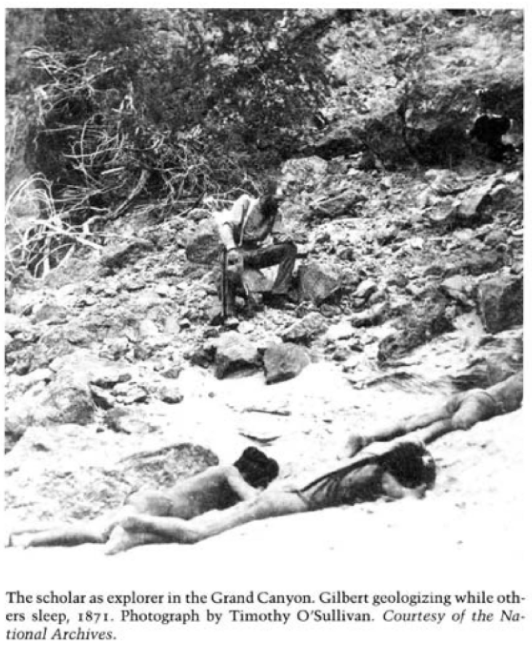 The scholar as explorer in the Grand Canyon. Gilbert geologizing while oth-
ers sleep, 1871. Photograph by Timothy O'Sullivan. Courtesy of the Na-
tional Archives.